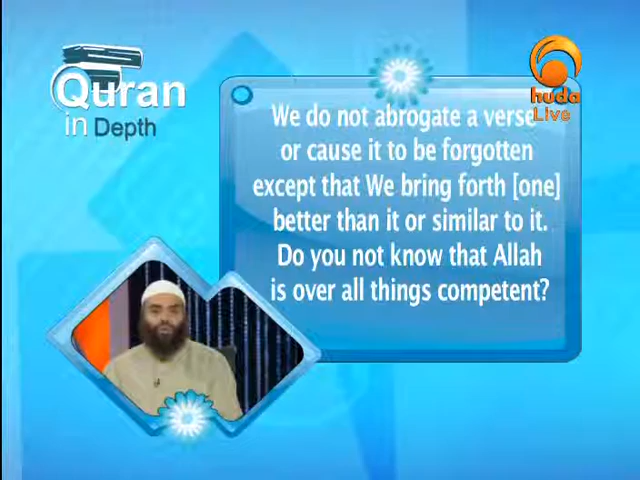 Quran
in Depth
huda
Live
We do not abrogate a verse
or cause it to be forgotten
except that We bring forth [one]
better than it or similar to it.
Do you not know that Allah
is over all things competent?